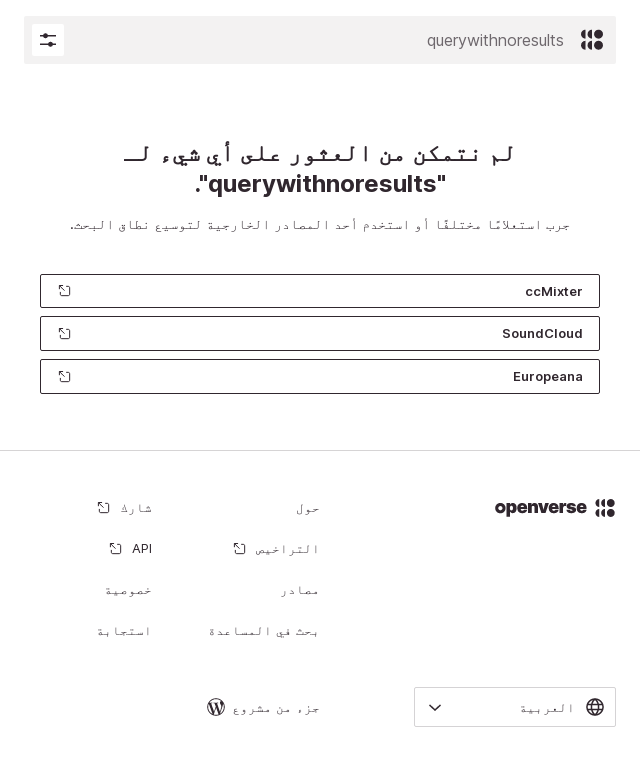 querywithnoresults
لم نتمكن من العثور على أي شيء لـ
"querywithnoresults".
جرب استعلامًا مختلفًا أو استخدم أحد المصادر الخارجية لتوسيع نطاق البحث.
ccMixter
SoundCloud
Europeana
openverse
حول
شارك
التراخيص
API
مصادر
خصوصية
بحث في المساعدة
استجابة
العربية
جزء من مشروع